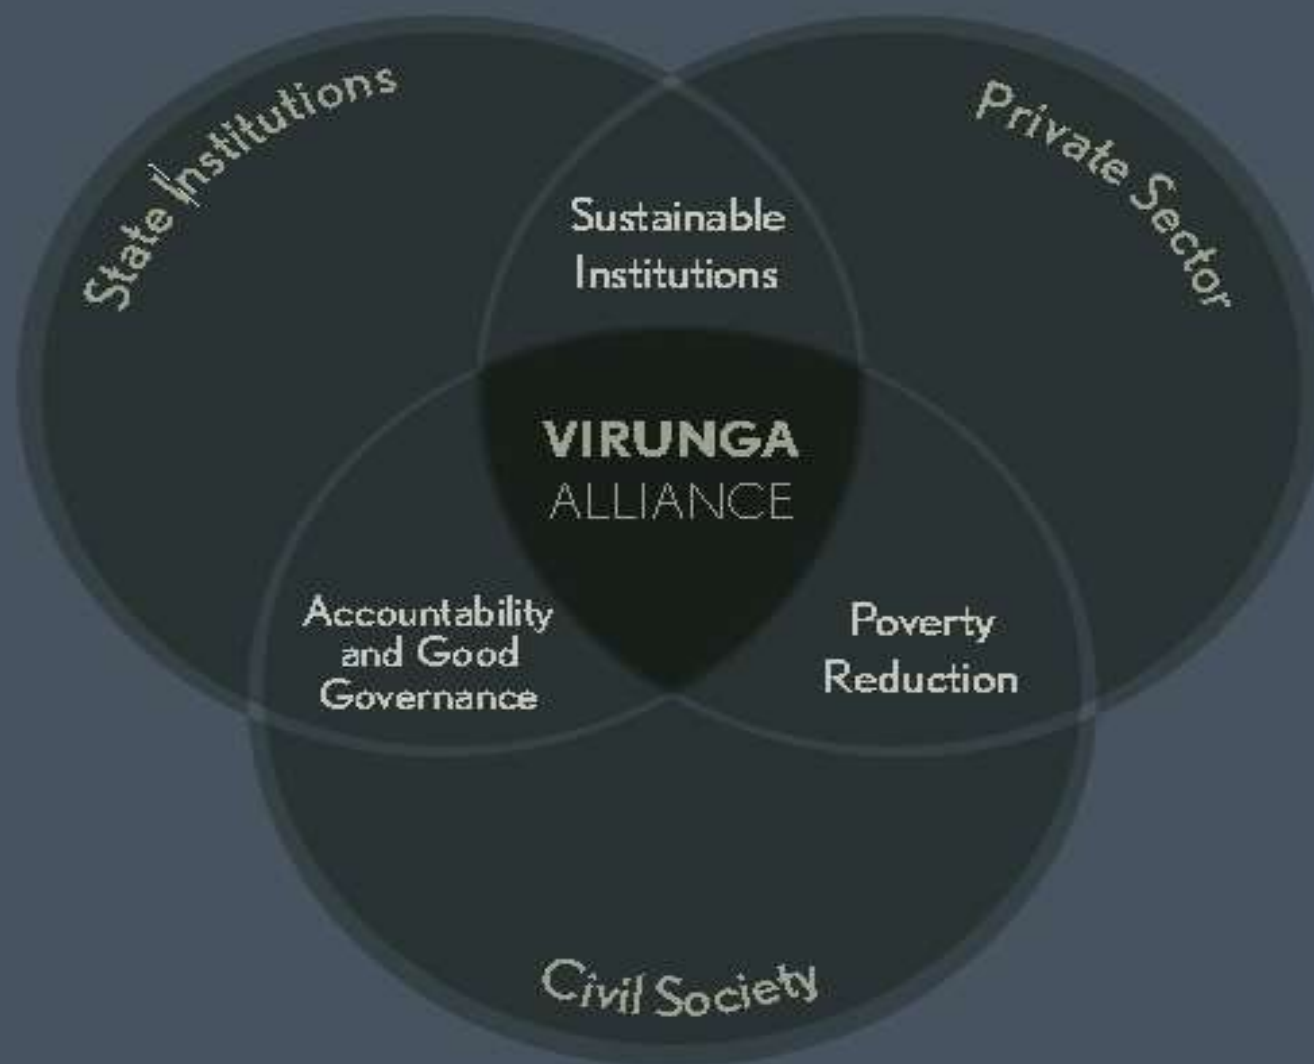 State Institutions
Private Sector
Sustainable
Institutions
VIRUNGA
ALLIANCE
Accountability
and Good
Governance
Poverty
Reduction
Civil Society